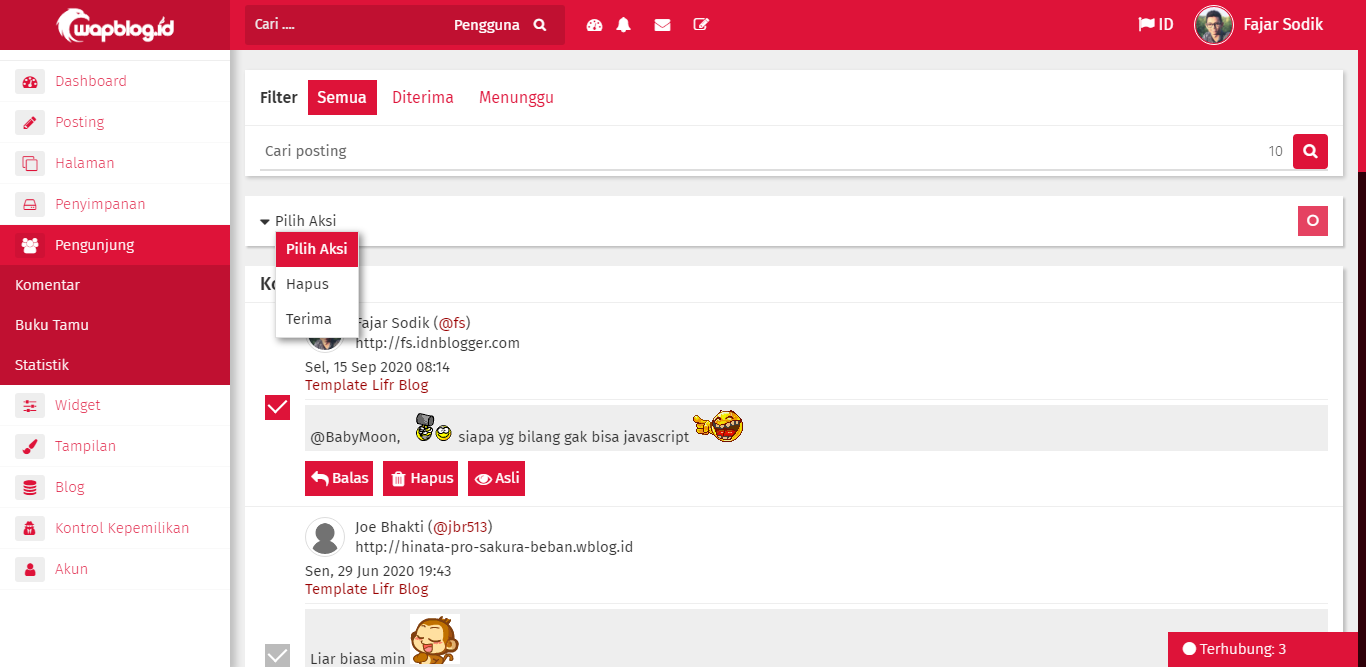 wapblog.id
Cari ....
Pengguna
ID
Fajar Sodik
Dashboard
Posting
Halaman
Penyimpanan
Pengunjung
Komentar
Buku Tamu
Statistik
Widget
Tampilan
Blog
Kontrol Kepemilikan
Akun
Filter Semua Diterima Menunggu
Cari posting 10
Pilih Aksi
Pilih Aksi
Hapus
Terima
Fajar Sodik (@fs)
http://fs.idnblogger.com
Sel, 15 Sep 2020 08:14
Template Lifr Blog
@BabyMoon, siapa yg bilang gak bisa javascript
Balas Hapus Asli
Joe Bhakti (@jbr513)
http://hinata-pro-sakura-beban.wblog.id
Sen, 29 Jun 2020 19:43
Template Lifr Blog
Liar biasa min
Terhubung: 3